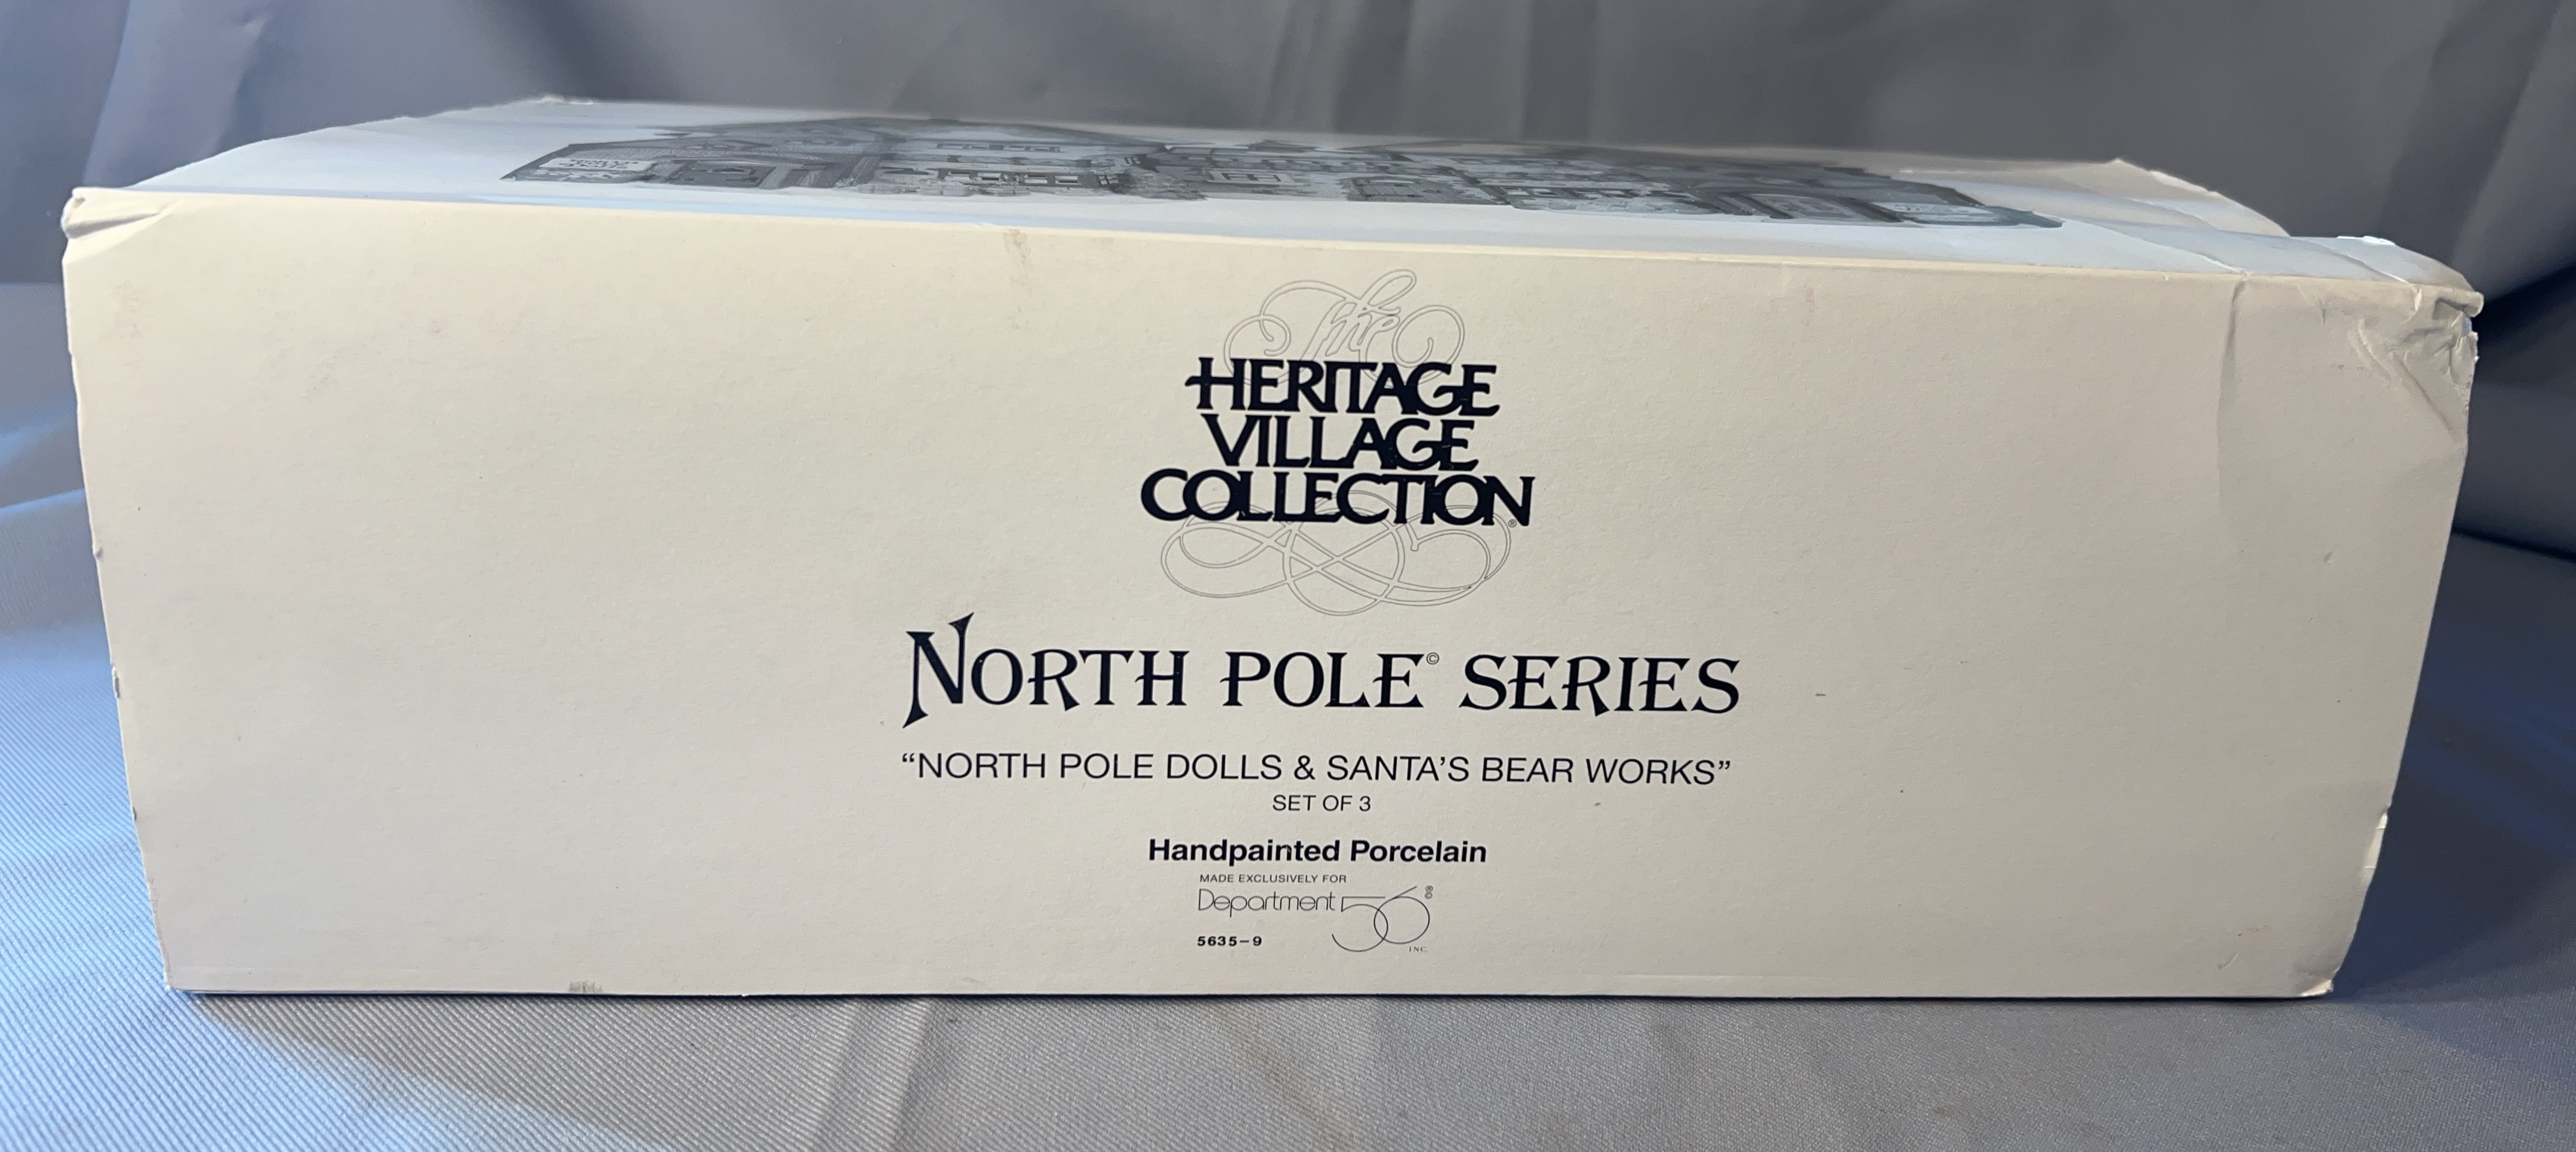 The
HERITAGE
VILLAGE
COLLECTION®
NORTH POLE© SERIES
“NORTH POLE DOLLS & SANTA’S BEAR WORKS”
SET OF 3
Handpainted Porcelain
MADE EXCLUSIVELY FOR
Department 56
INC.
5635–9